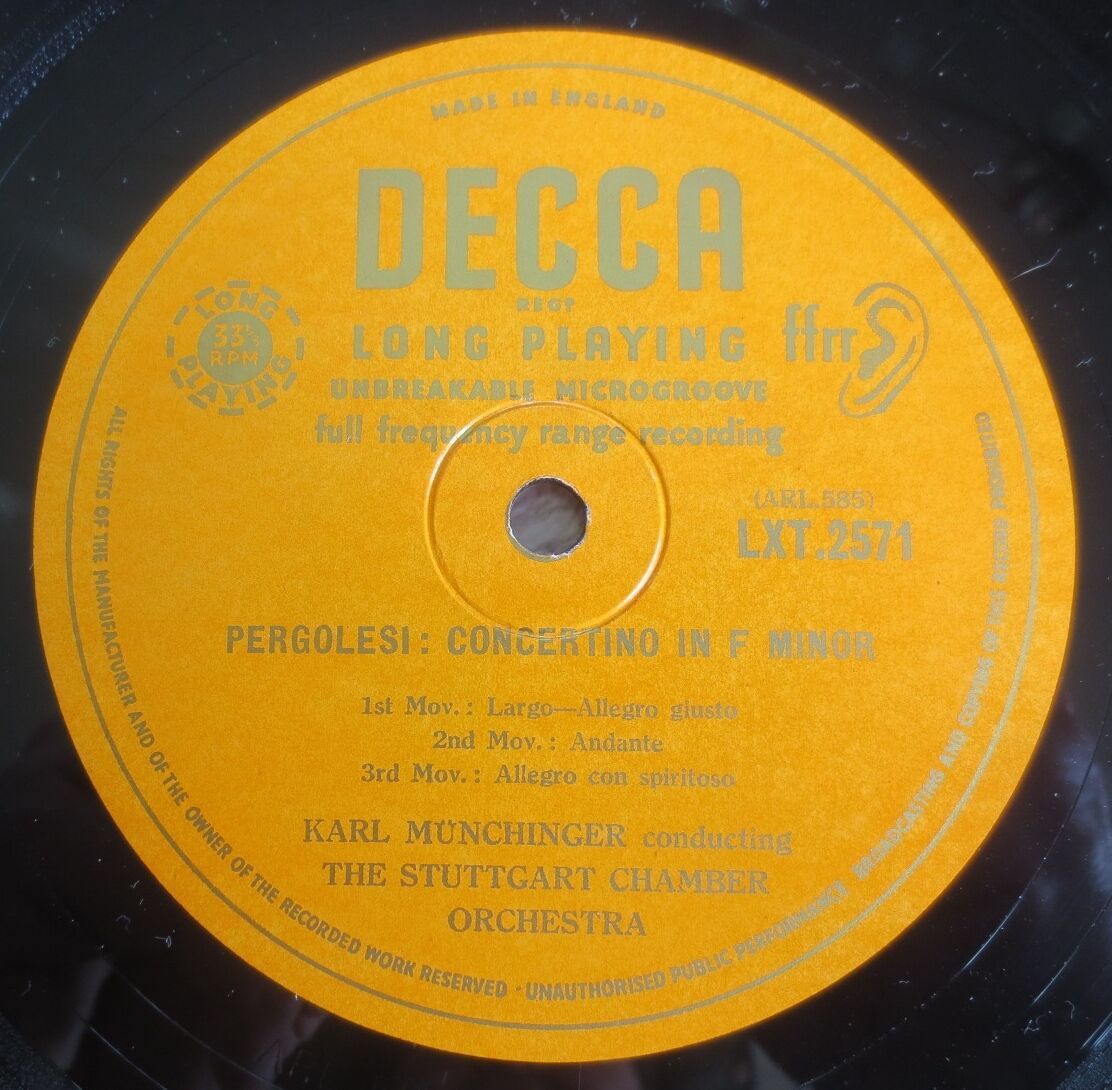 MADE IN ENGLAND
DECCA
REGD
LONG PLAYING
33⅓
RPM
LONG PLAYING
ffrr
UNBREAKABLE MICROGROOVE
full frequency range recording
(ARL.585)
LXT.2571
PERGOLESI : CONCERTINO IN F MINOR
1st Mov. : Largo—Allegro giusto
2nd Mov. : Andante
3rd Mov. : Allegro con spiritoso
KARL MÜNCHINGER conducting
THE STUTTGART CHAMBER
ORCHESTRA
ALL RIGHTS OF THE MANUFACTURER AND OF THE OWNER OF THE RECORDED WORK RESERVED · UNAUTHORISED PUBLIC PERFORMANCE BROADCASTING AND COPYING OF THIS RECORD PROHIBITED